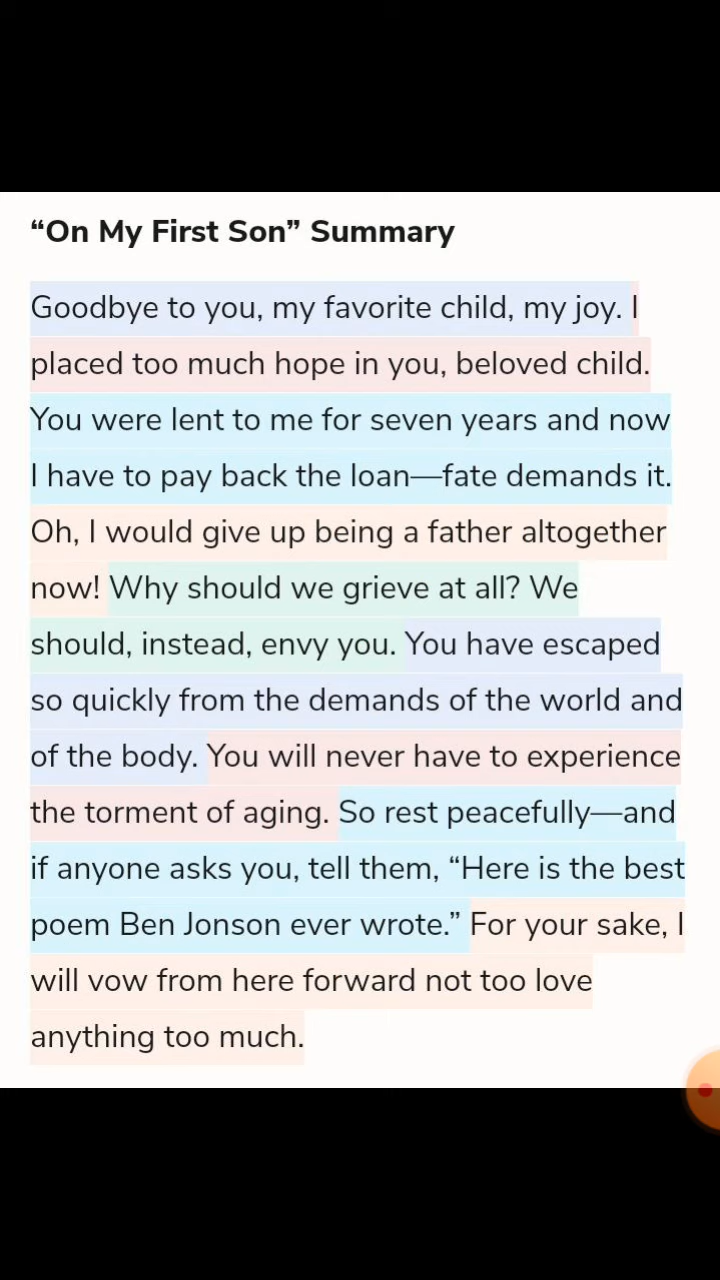 “On My First Son” Summary
Goodbye to you, my favorite child, my joy. I
placed too much hope in you, beloved child.
You were lent to me for seven years and now
I have to pay back the loan—fate demands it.
Oh, I would give up being a father altogether
now! Why should we grieve at all? We
should, instead, envy you. You have escaped
so quickly from the demands of the world and
of the body. You will never have to experience
the torment of aging. So rest peacefully—and
if anyone asks you, tell them, “Here is the best
poem Ben Jonson ever wrote.” For your sake, I
will vow from here forward not too love
anything too much.